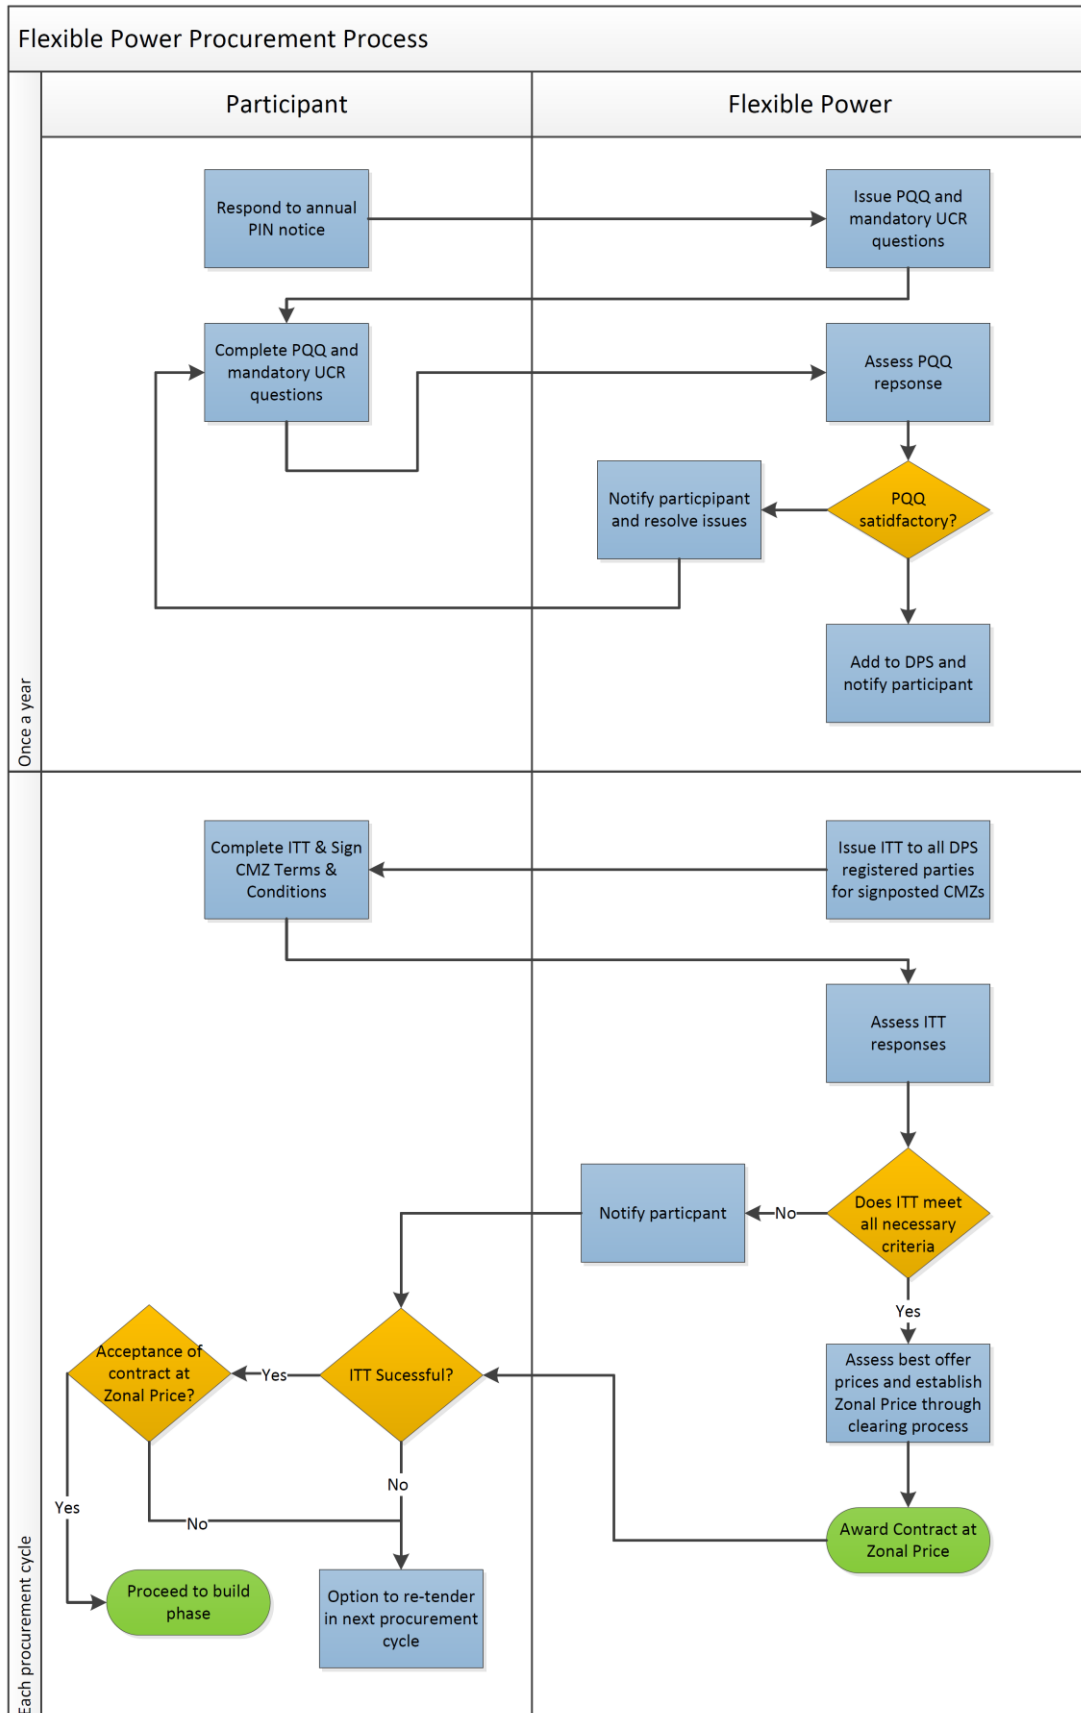 Flexible Power Procurement Process
Participant
Flexible Power
Once a year
Respond to annual
PIN notice
Issue PQQ and
mandatory UCR
questions
Complete PQQ and
mandatory UCR
questions
Assess PQQ
repsonse
Notify particpipant
and resolve issues
PQQ
satidfactory?
Add to DPS and
notify participant
Each procurement cycle
Complete ITT & Sign
CMZ Terms &
Conditions
Issue ITT to all DPS
registered parties
for signposted CMZs
Assess ITT
responses
Notify particpant
No
Does ITT meet
all necessary
criteria
Yes
Acceptance of
contract at
Zonal Price?
Yes
ITT Sucessful?
Assess best offer
prices and establish
Zonal Price through
clearing process
No
Yes
No
Award Contract at
Zonal Price
Proceed to build
phase
Option to re-tender
in next procurement
cycle